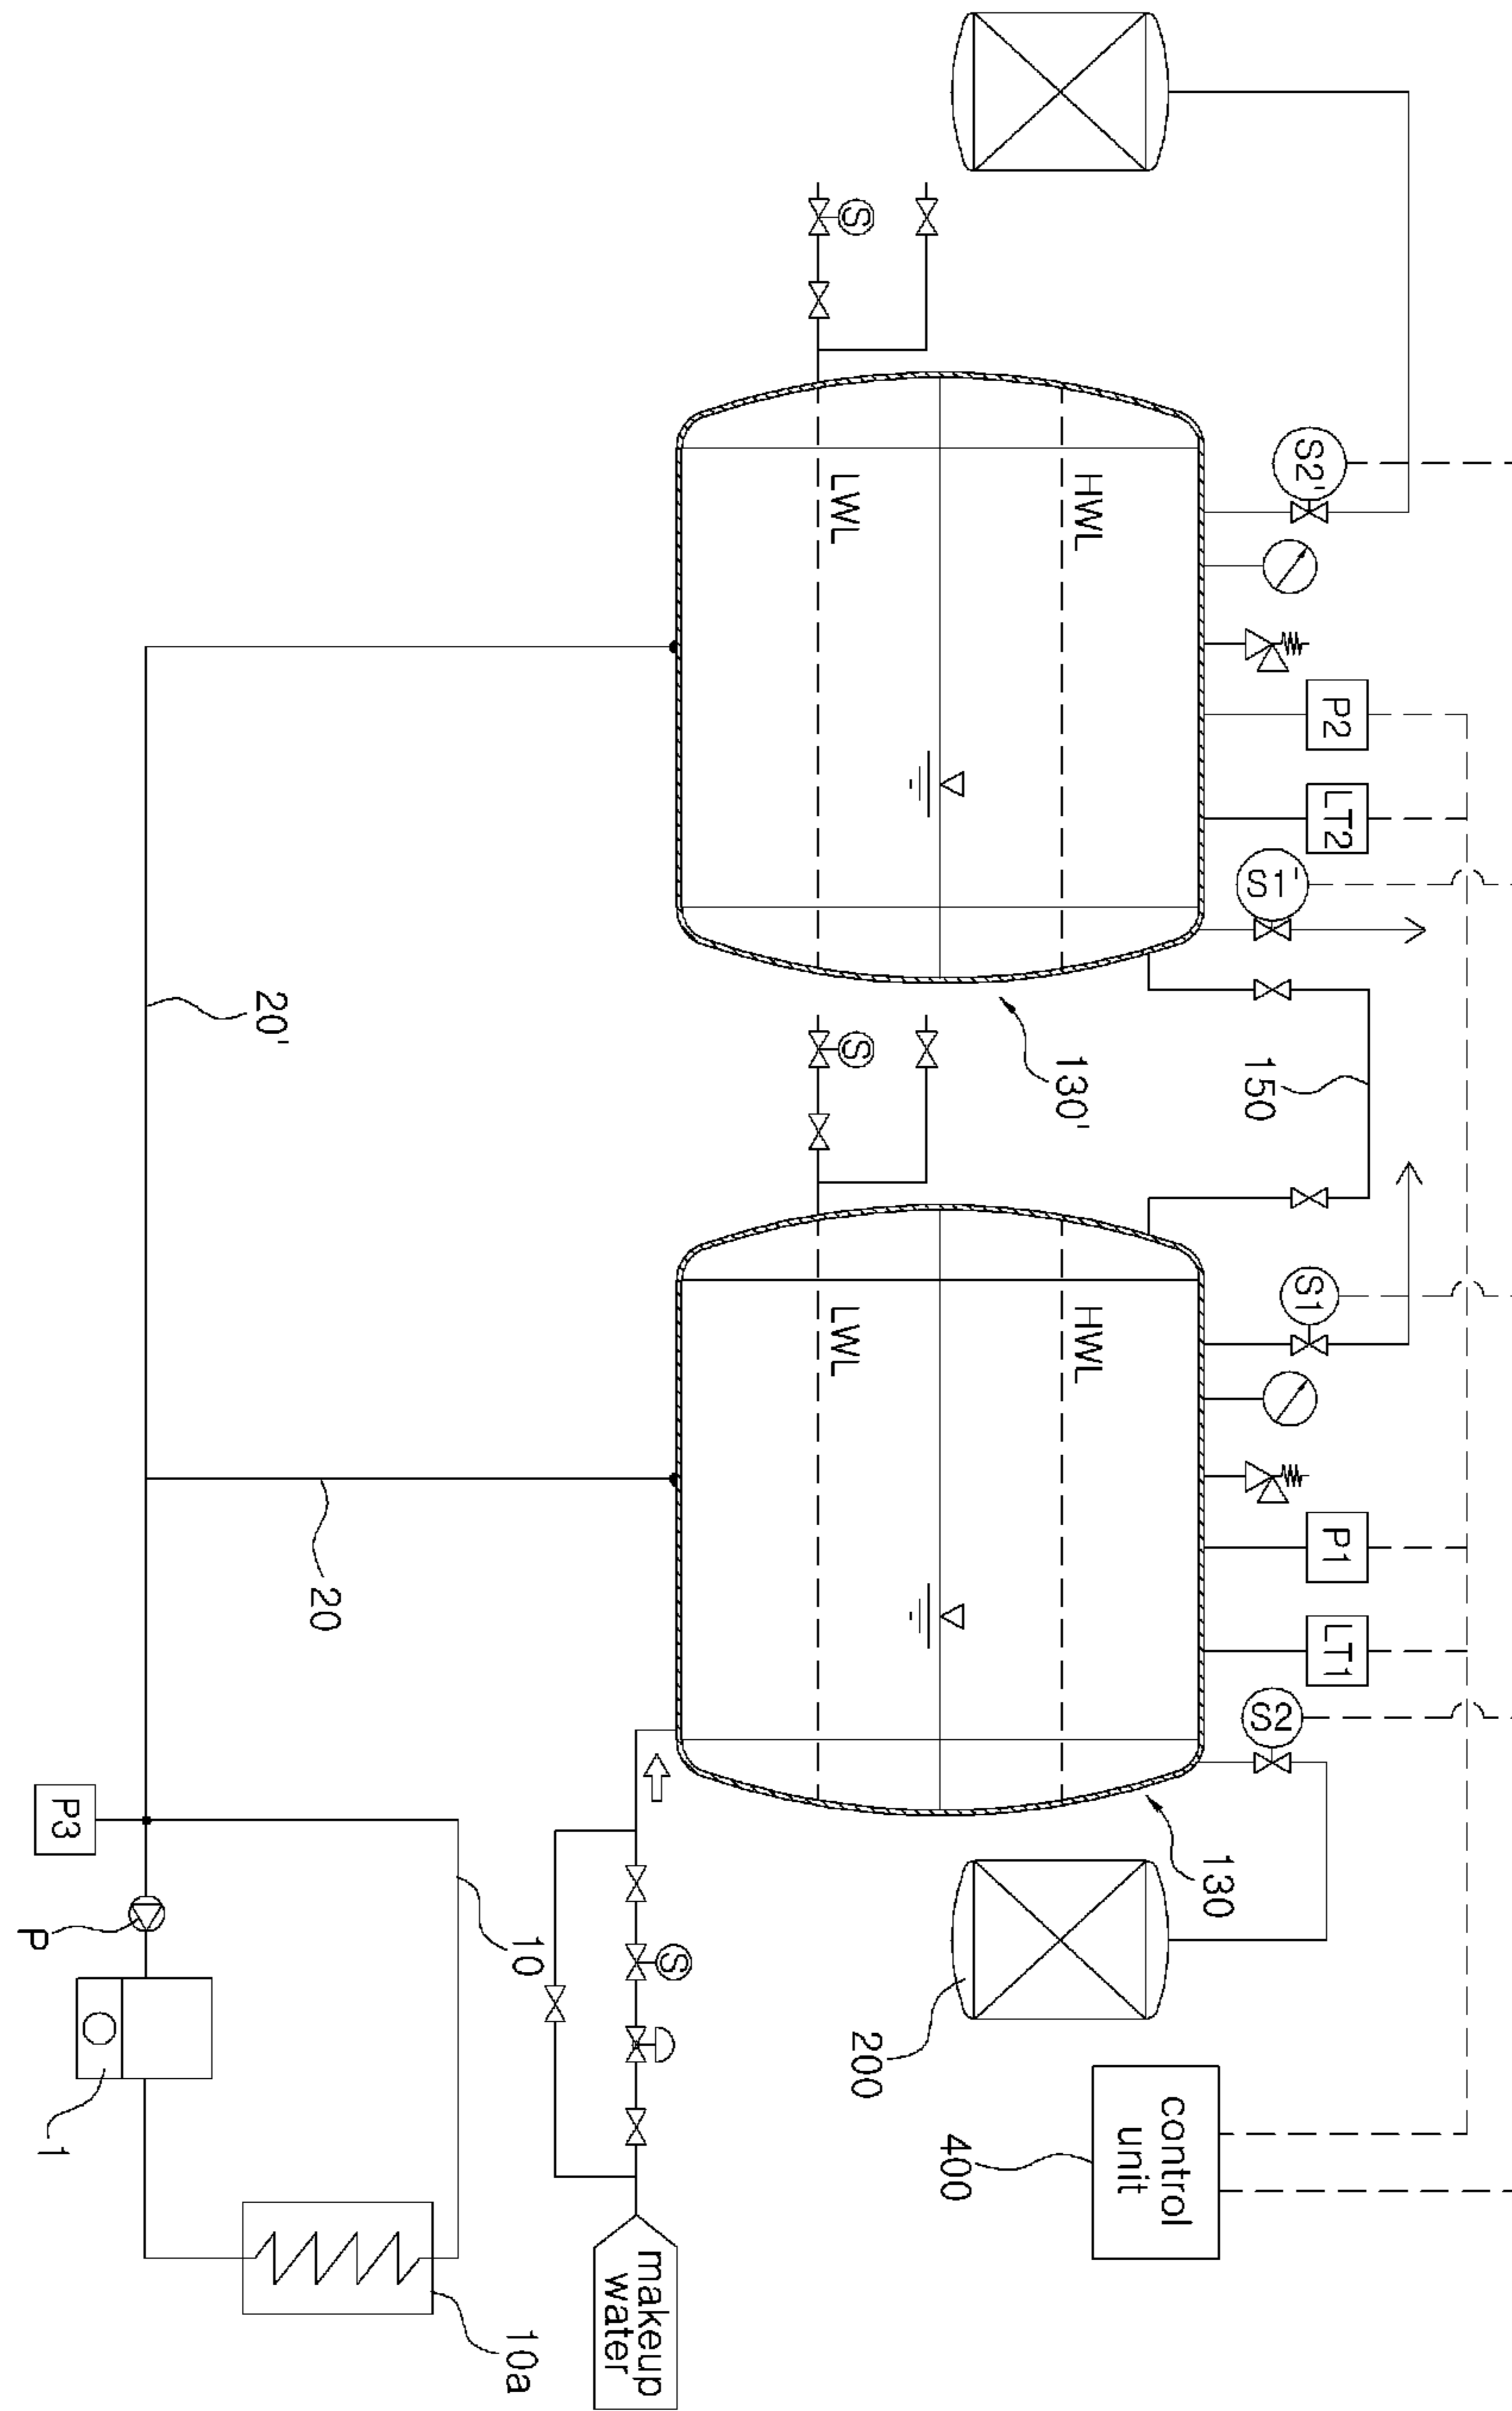 S2'
P2
LT2
S1'
HWL
LWL
S
130'
150
S1
P1
LT1
S2
HWL
LWL
S
130
200
control
unit
400
20'
20
S
makeup
water
P3
P
10
1
10a